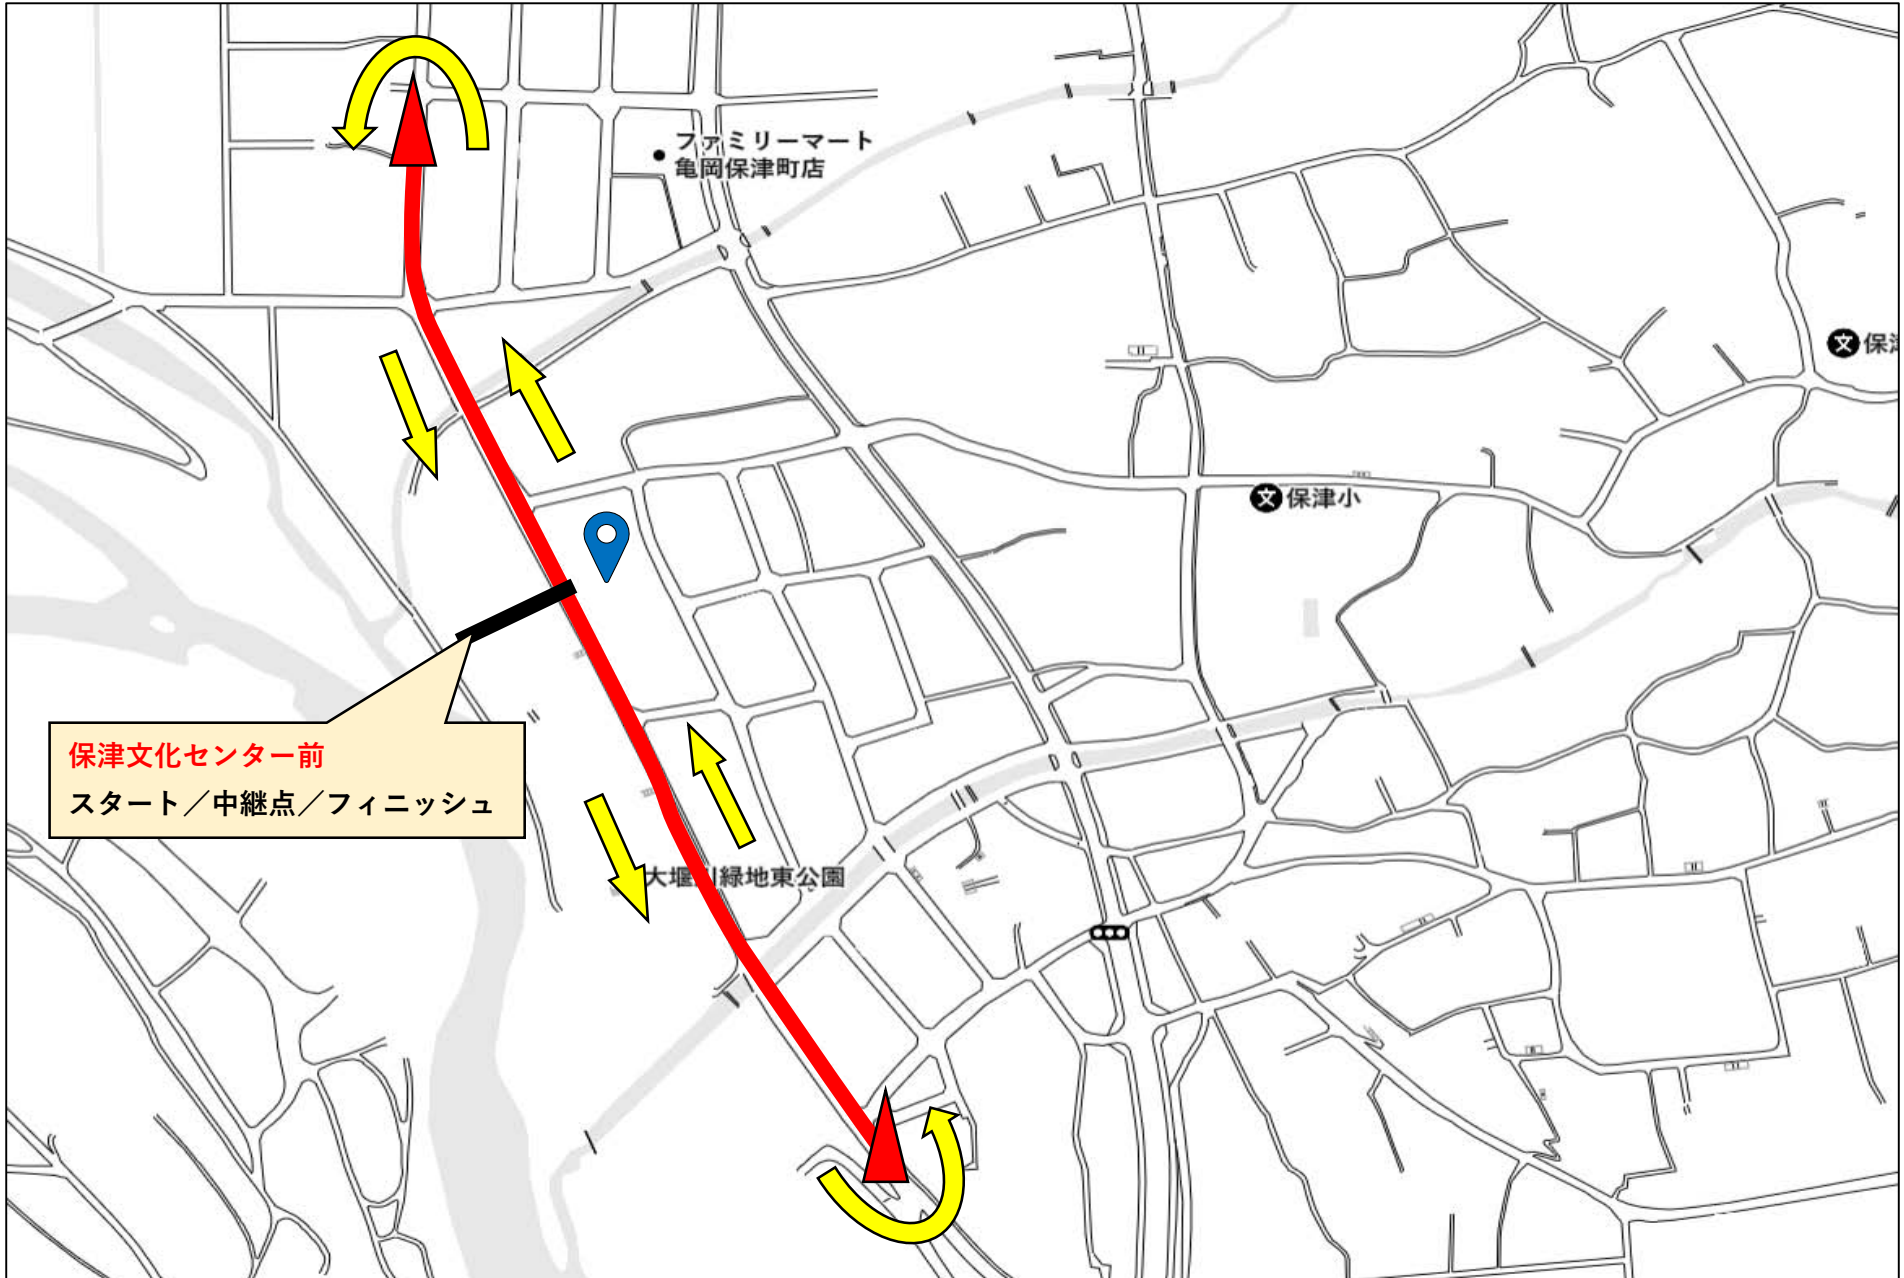 ファミリーマート
亀岡保津町店
文 保津
文 保津小
保津文化センター前
スタート／中継点／フィニッシュ
大堰川緑地東公園